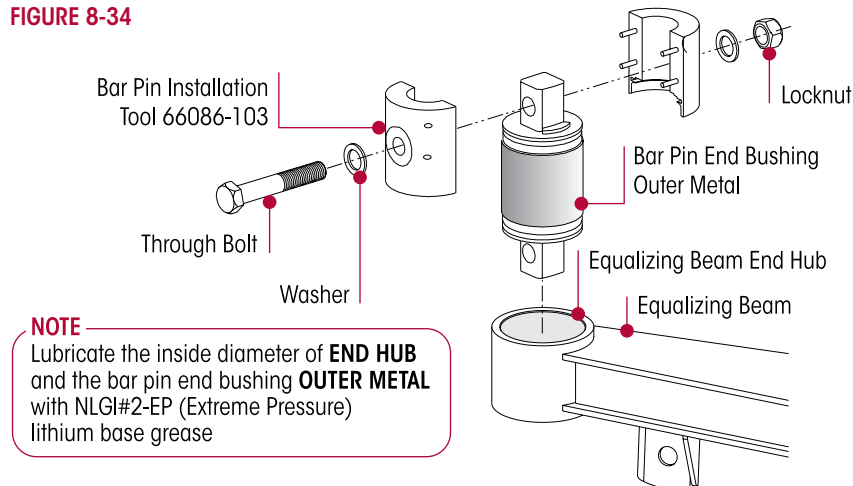 FIGURE 8-34
Bar Pin Installation
Tool 66086-103
Locknut
Bar Pin End Bushing
Outer Metal
Through Bolt
Washer
Equalizing Beam End Hub
Equalizing Beam
NOTE
Lubricate the inside diameter of END HUB
and the bar pin end bushing OUTER METAL
with NLGI#2-EP (Extreme Pressure)
lithium base grease